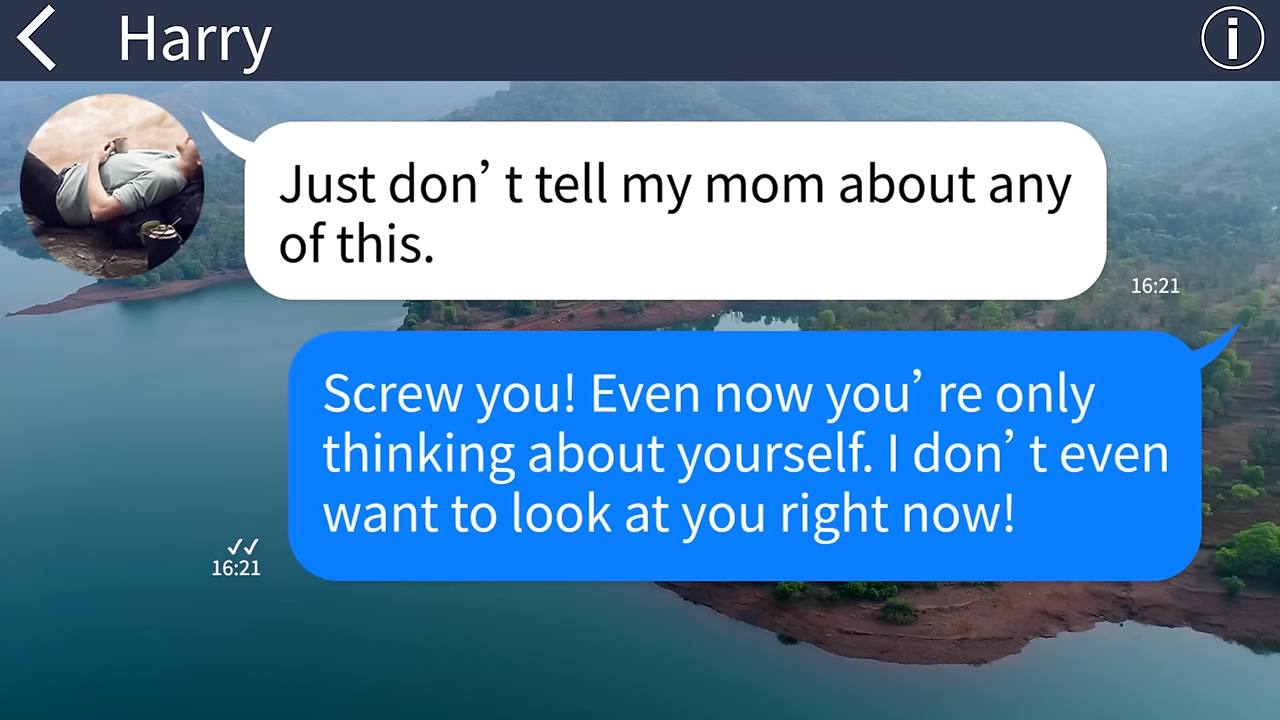 Harry
Just don’ t tell my mom about any
of this.
16:21
Screw you! Even now you’ re only
thinking about yourself. I don’ t even
want to look at you right now!
16:21